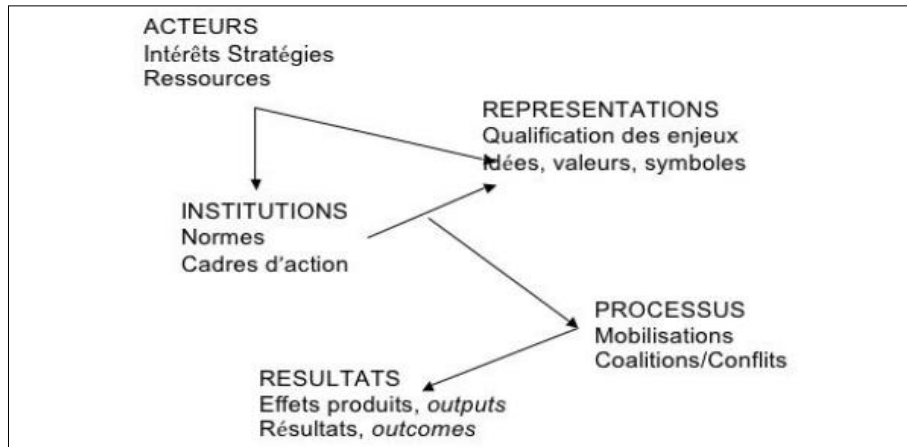 ACTEURS
Intérêts Stratégies
Ressources
REPRESENTATIONS
Qualification des enjeux
Idées, valeurs, symboles
INSTITUTIONS
Normes
Cadres d'action
PROCESSUS
Mobilisations
Coalitions/Conflits
RESULTATS
Effets produits, outputs
Résultats, outcomes